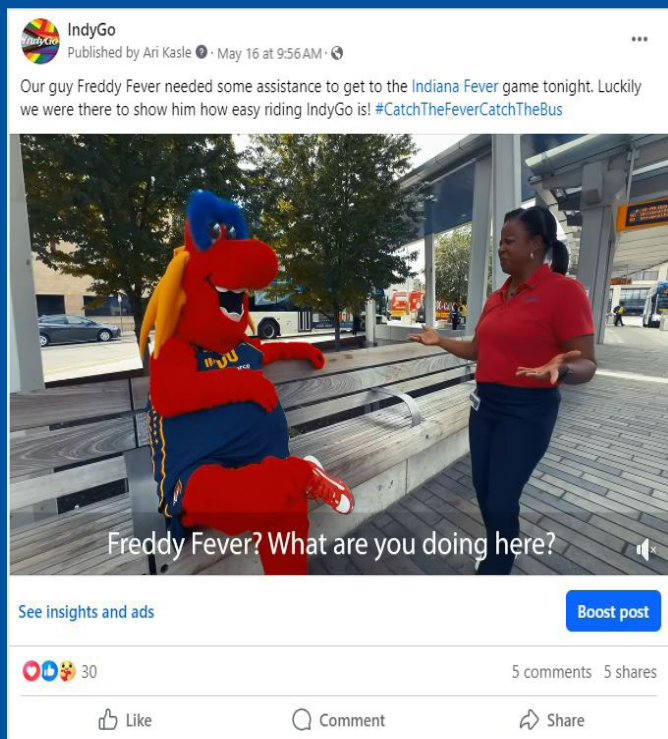 IndyGo
Published by Ari Kasle · May 16 at 9:56 AM ·
Our guy Freddy Fever needed some assistance to get to the Indiana Fever game tonight. Luckily
we were there to show him how easy riding IndyGo is! #CatchTheFeverCatchTheBus
Freddy Fever? What are you doing here?
See insights and ads
Boost post
30
5 comments 5 shares
Like
Comment
Share